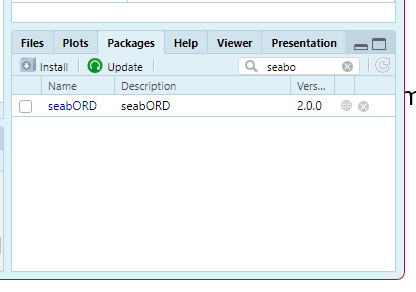 Files Plots Packages Help Viewer Presentation
Install Update seabo
Name Description Vers...
seabORD seabORD 2.0.0